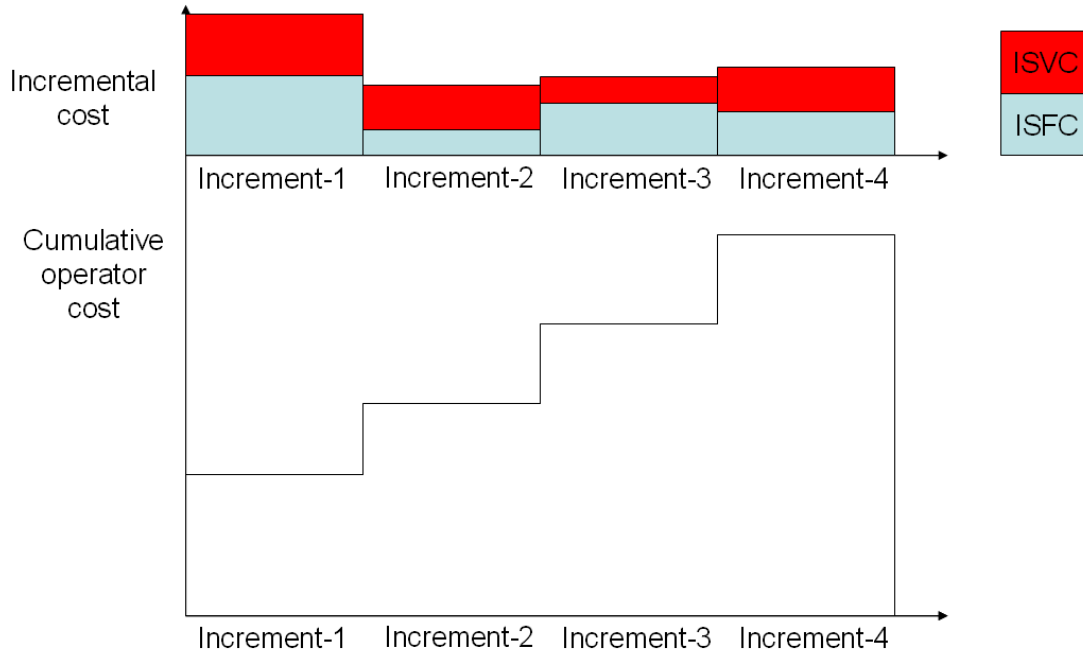 Incremental
cost
ISVC
ISFC
Increment-1
Increment-2
Increment-3
Increment-4
Cumulative
operator
cost
Increment-1
Increment-2
Increment-3
Increment-4